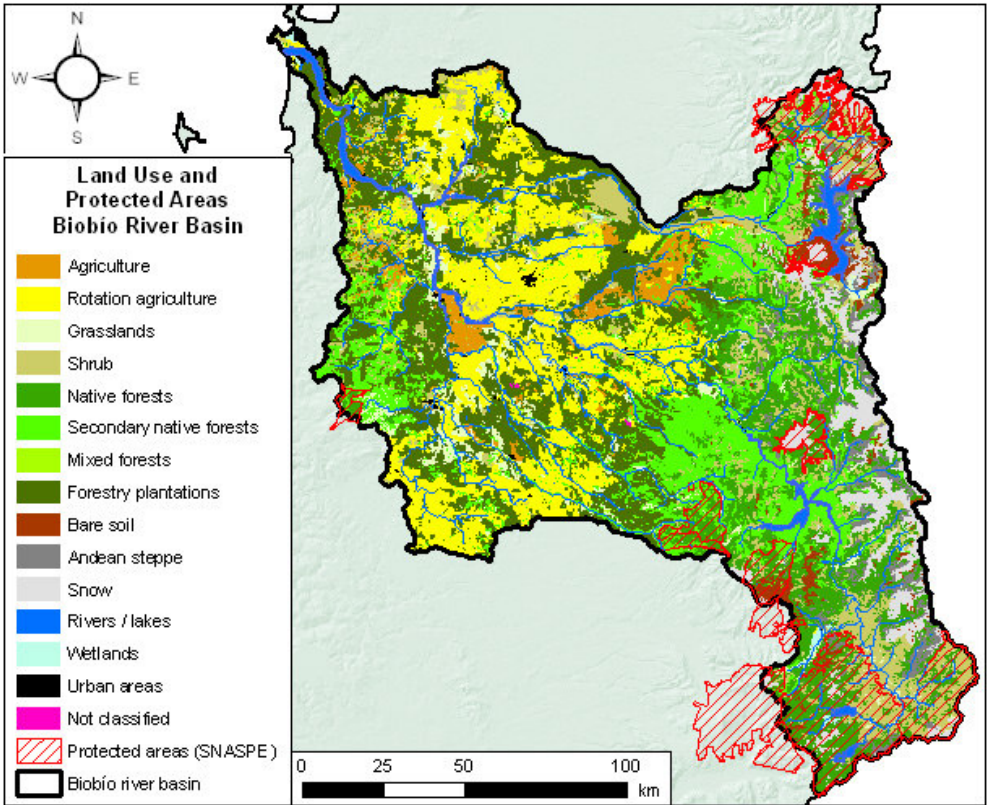 N
W E
S
Land Use and
Protected Areas
Biobío River Basin
Agriculture
Rotation agriculture
Grasslands
Shrub
Native forests
Secondary native forests
Mixed forests
Forestry plantations
Bare soil
Andean steppe
Snow
Rivers / lakes
Wetlands
Urban areas
Not classified
Protected areas (SNASPE)
Biobío river basin
0 25 50 100
km